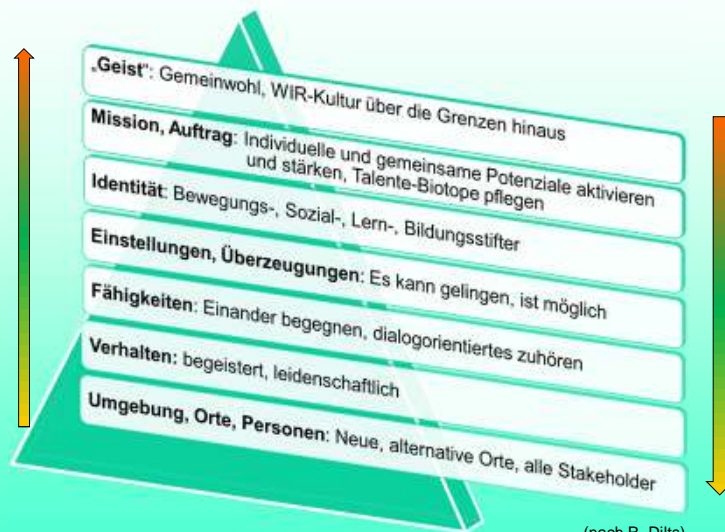 „Geist": Gemeinwohl, WIR-Kultur über die Grenzen hinaus
Mission, Auftrag: Individuelle und gemeinsame Potenziale aktivieren
und stärken, Talente-Biotope pflegen
Identität: Bewegungs-, Sozial-, Lern-, Bildungsstifter
Einstellungen, Überzeugungen: Es kann gelingen, ist möglich
Fähigkeiten: Einander begegnen, dialogorientiertes zuhören
Verhalten: begeistert, leidenschaftlich
Umgebung, Orte, Personen: Neue, alternative Orte, alle Stakeholder
(nach R. Dilts)